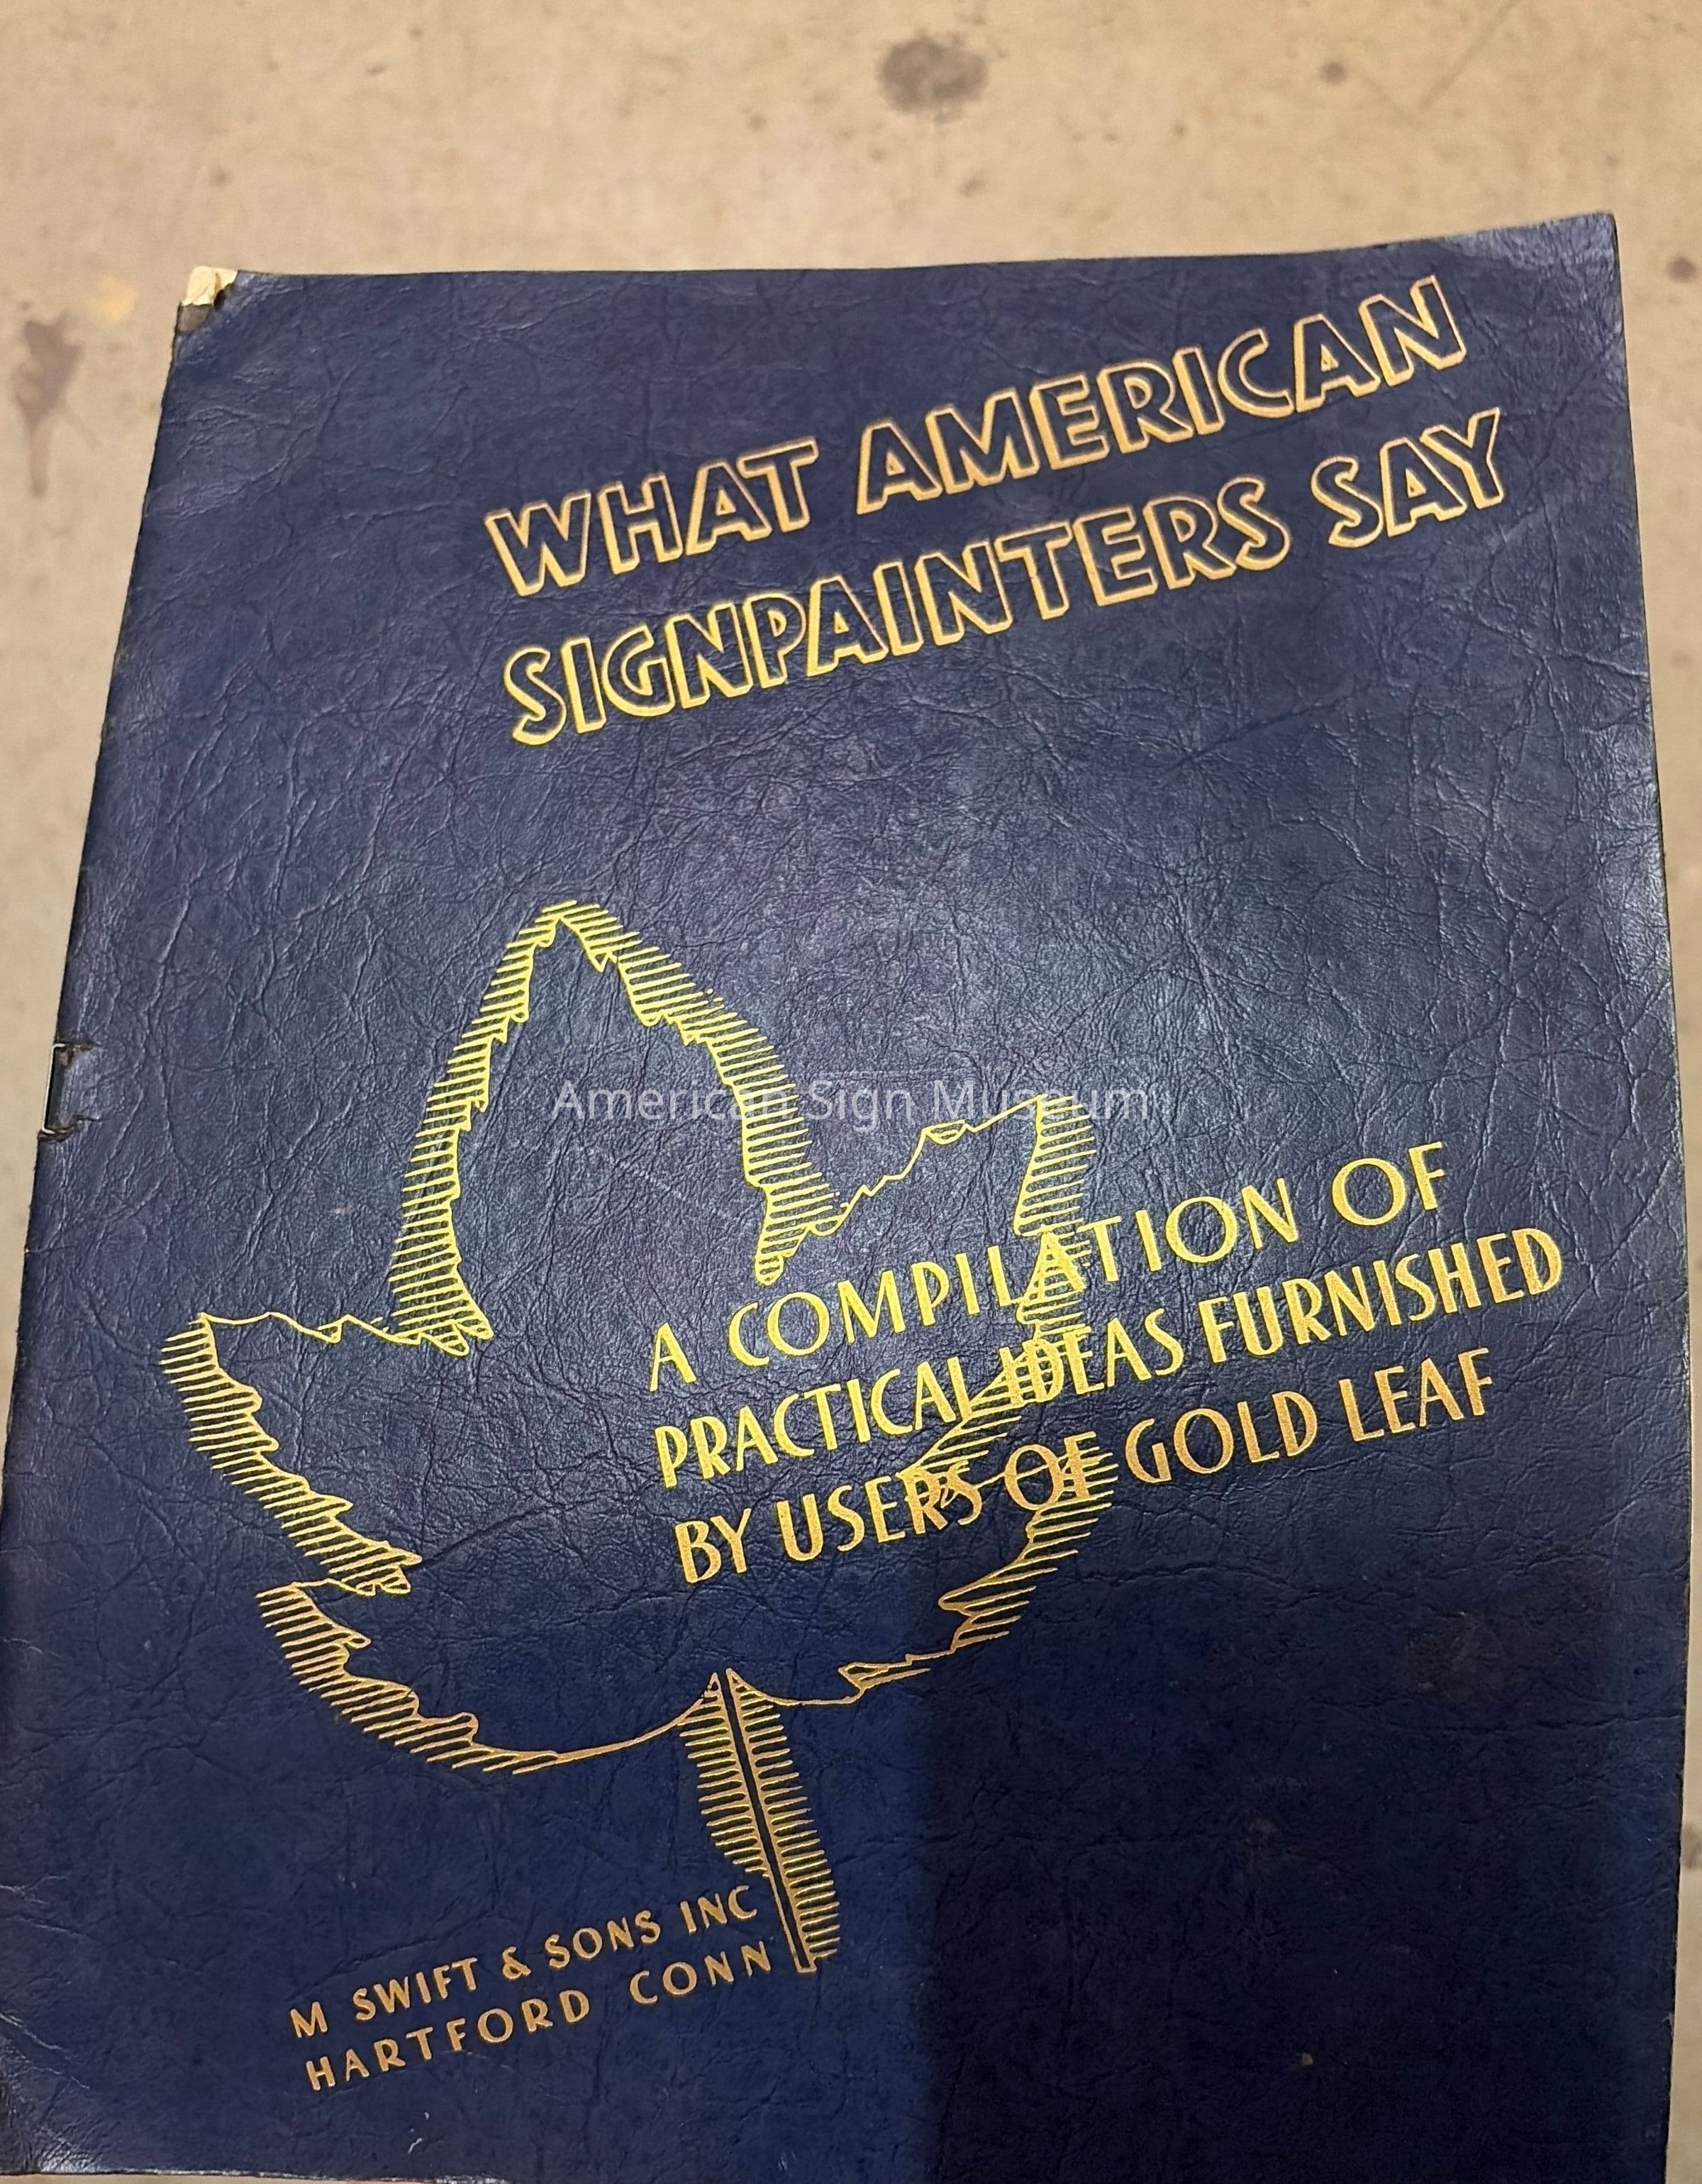 WHAT AMERICAN
SIGNPAINTERS SAY
American Sign Museum
A COMPILATION OF
PRACTICAL IDEAS FURNISHED
BY USERS OF GOLD LEAF
M SWIFT & SONS INC
HARTFORD CONN